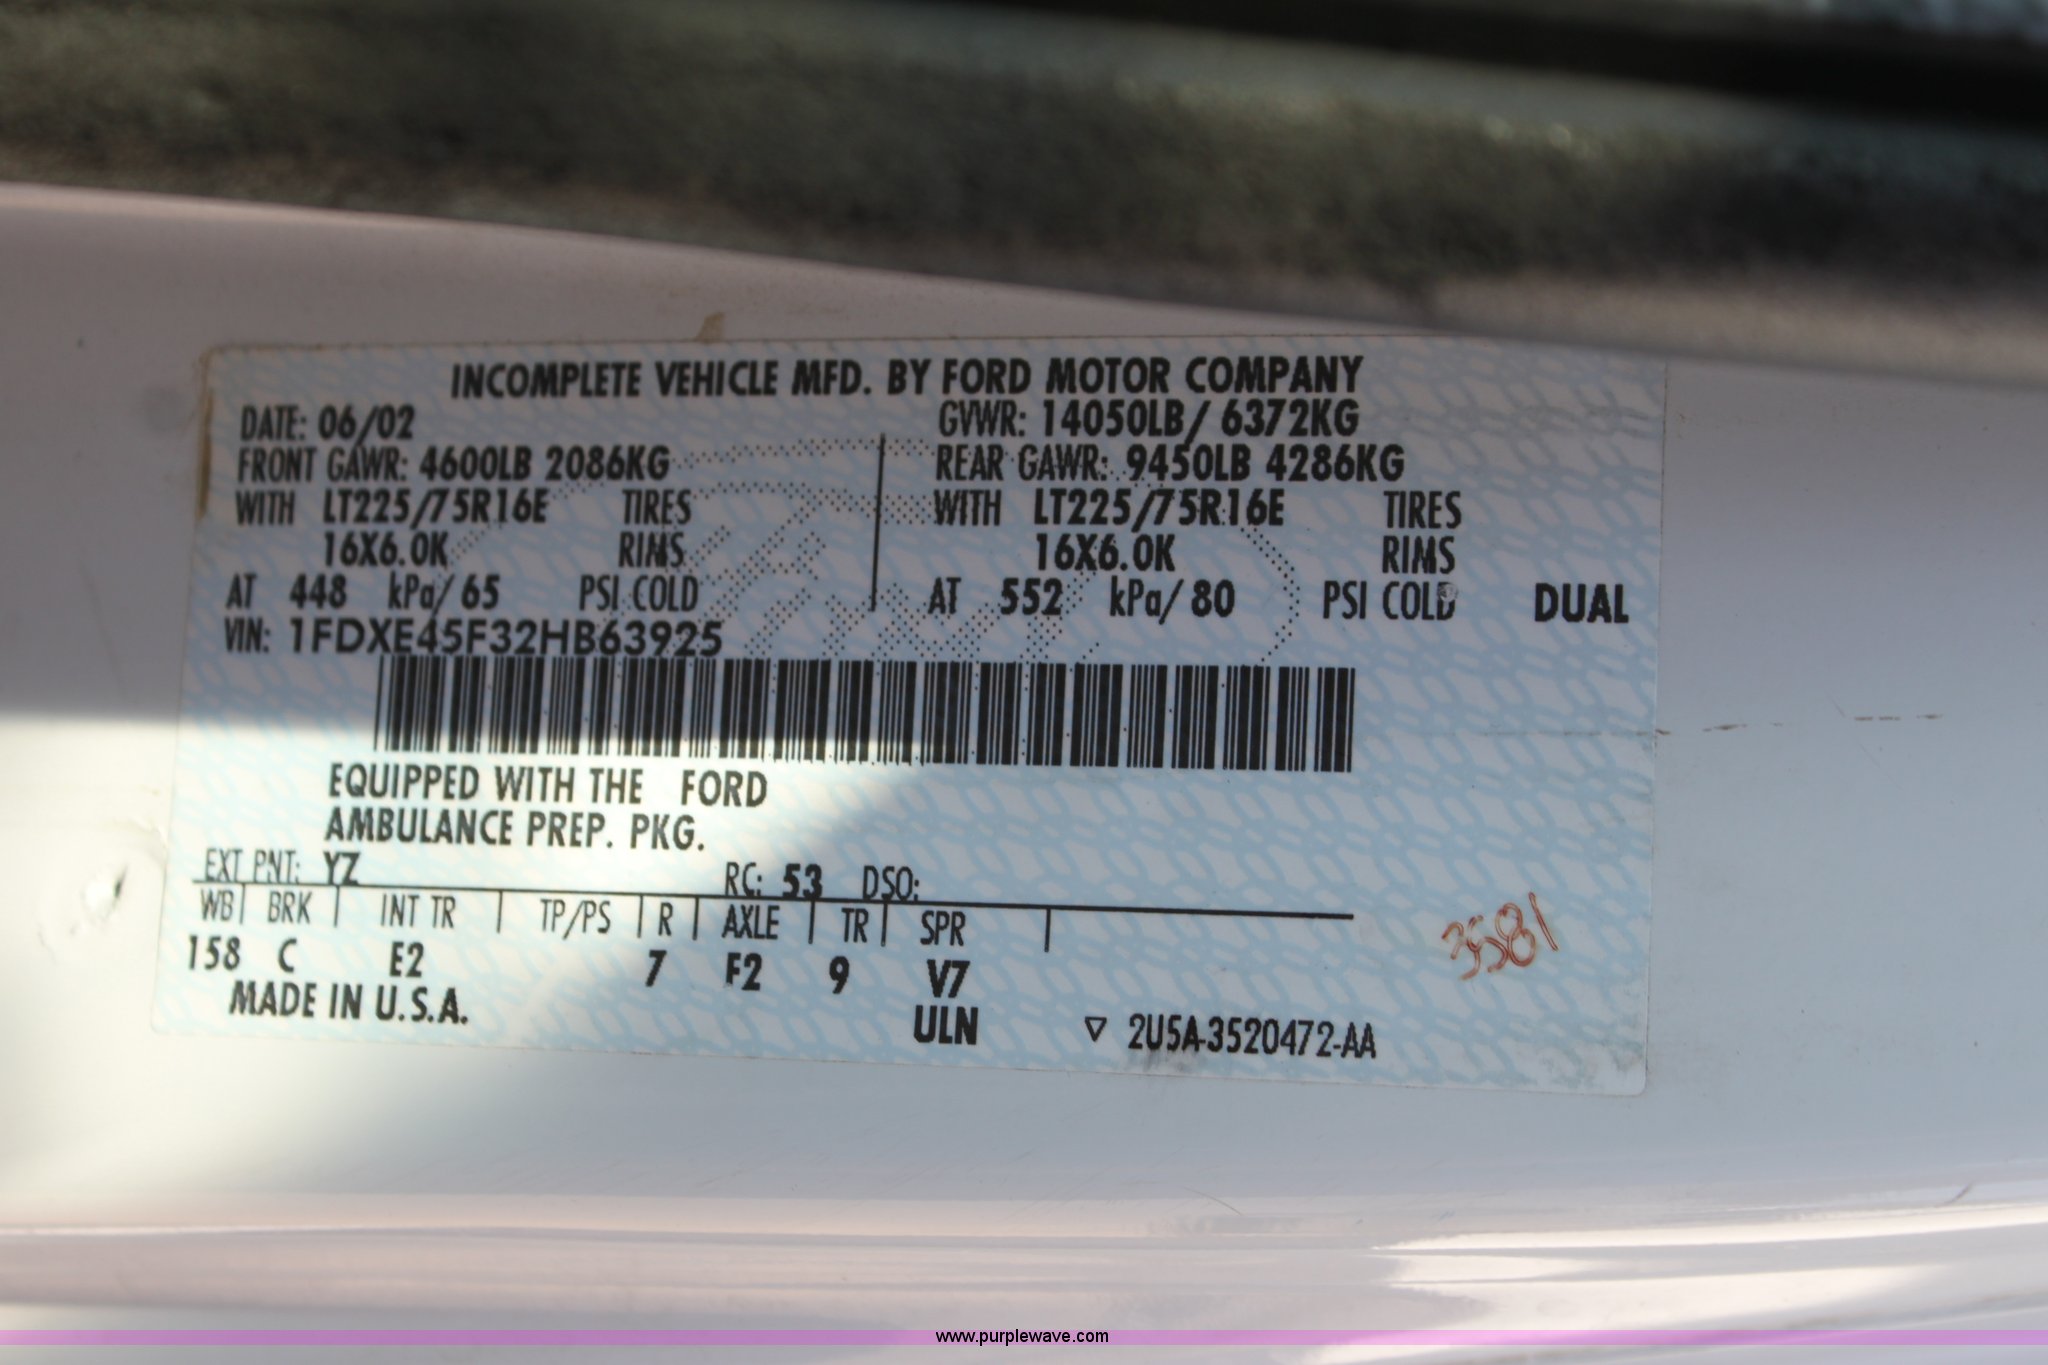 INCOMPLETE VEHICLE MFD. BY FORD MOTOR COMPANY
DATE: 06/02 GVWR: 14050LB/ 6372KG
FRONT GAWR: 4600LB 2086KG REAR GAWR: 9450LB 4286KG
WITH LT225/75R16E TIRES WITH LT225/75R16E TIRES
16X6.0K RIMS 16X6.0K RIMS
AT 448 kPa/ 65 PSI COLD AT 552 kPa/ 80 PSI COLD DUAL
VIN: 1FDXE45F32HB63925
EQUIPPED WITH THE FORD
AMBULANCE PREP. PKG.
EXT PNT: YZ RC: 53 DSO:
WB BRK INT TR TP/PS R AXLE TR SPR
158 C E2 7 F2 9 V7
MADE IN U.S.A. ULN ▽ 2U5A-3520472-AA
3581
www.purplewave.com